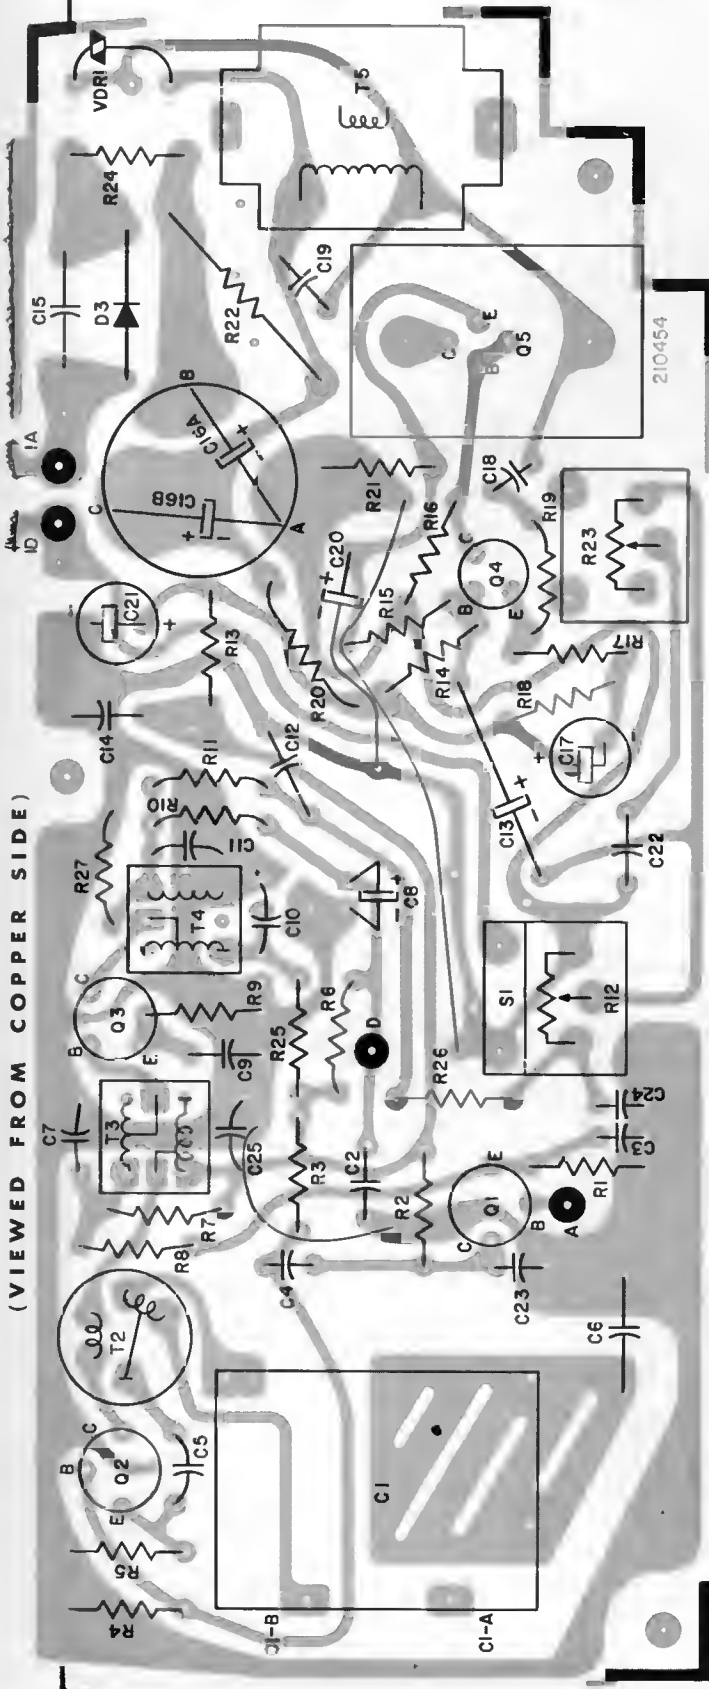 (VIEWED FROM COPPER SIDE)
VDR1
T5
R24
C15
D3
R22
C19
E
C
B
Q5
210454
1A
1D
B
C16A
+
-
C
C16B
+
-
A
R21
C18
C20
+
-
R16
C
Q4
B
E
R19
R23
C21
+
R13
R15
R14
R20
R17
R18
C14
C12
C17
+
-
R11
R10
C11
C13
+
-
C22
R27
T4
C10
C8
+
-
C
Q3
B
E
R9
C9
R25
R6
D
S1
R12
R26
C7
T3
C25
R3
C2
R2
C24
C3
R1
E
Q1
C
B
A
R7
R8
C4
C23
C6
T2
C
B
Q2
E
C5
C1
R5
R4
C1-B
C1-A